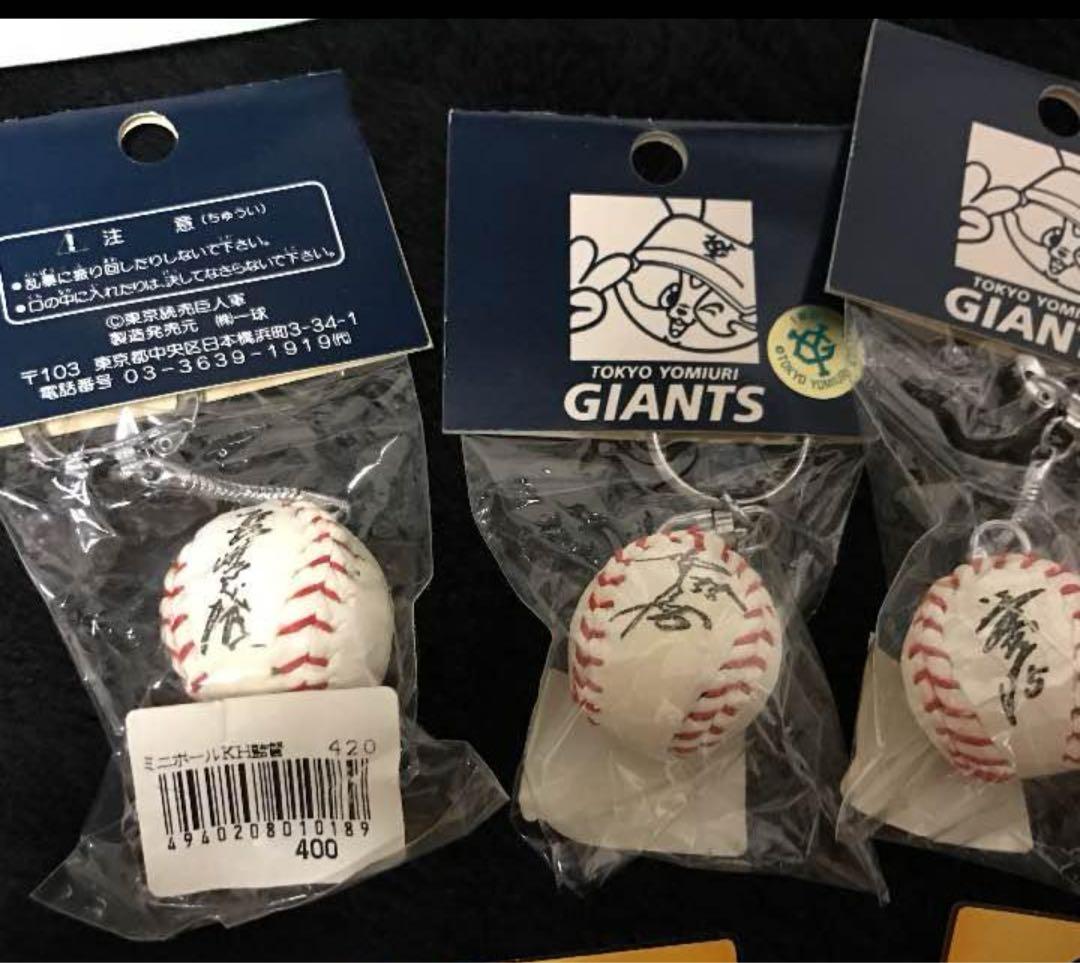 注 意(ちゅうい)
●乱暴に振り回したりしないで下さい。
●口の中に入れたりは、決してなさらないで下さい。
©東京読売巨人軍
製造発売元 ㈱一球
〒103 東京都中央区日本橋浜町3-34-1
電話番号 03-3639-1919㈹
ミニボールKH監督 420
4940208010189
400
TOKYO YOMIURI
GIANTS
©TOKYO YOMIURI
55
TOKYO YOMI
GIANT
15